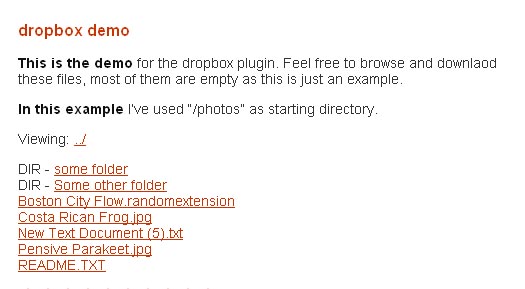 dropbox demo
This is the demo for the dropbox plugin. Feel free to browse and downlaod
these files, most of them are empty as this is just an example.
In this example I've used "/photos" as starting directory.
Viewing: ../
DIR - some folder
DIR - Some other folder
Boston City Flow.randomextension
Costa Rican Frog.jpg
New Text Document (5).txt
Pensive Parakeet.jpg
README.TXT